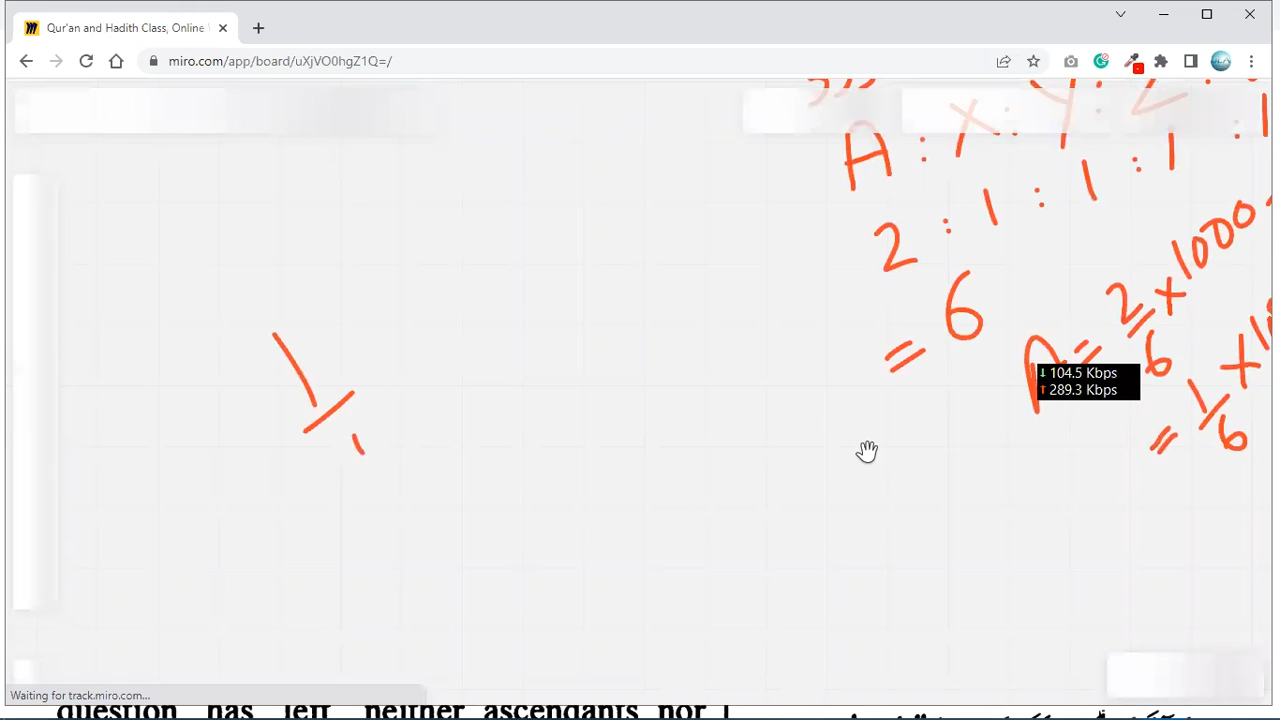 Qur'an and Hadith Class, Online
miro.com/app/board/uXjVO0hgZ1Q=/
A : X : Y : Z :
2 : 1 : 1 : 1 : 1
= 6
A = 2/6 × 1000
= 1/6 ×
1
↓ 104.5 Kbps
↑ 289.3 Kbps
Waiting for track.miro.com...
question has left neither ascendants nor